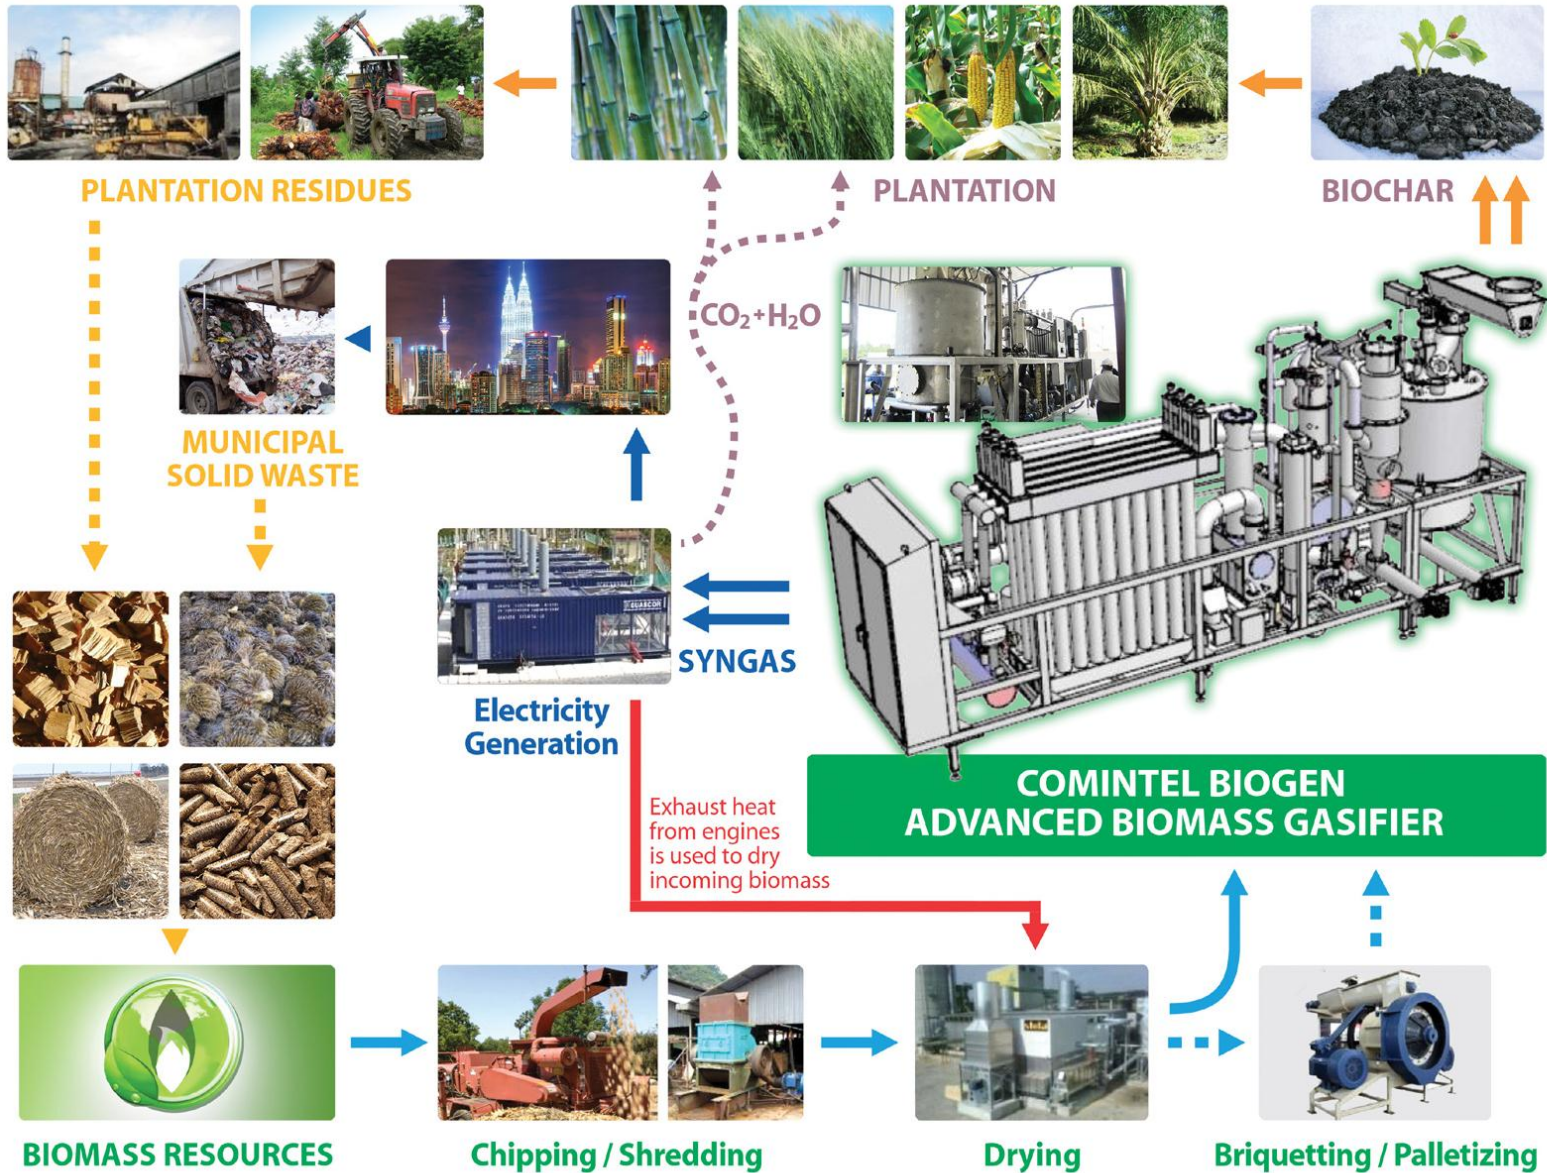 PLANTATION RESIDUES
PLANTATION
BIOCHAR
CO₂+H₂O
MUNICIPAL
SOLID WASTE
GUASCOR
SYNGAS
Electricity
Generation
COMINTEL BIOGEN
ADVANCED BIOMASS GASIFIER
Exhaust heat
from engines
is used to dry
incoming biomass
BIOMASS RESOURCES
Chipping / Shredding
Drying
Briquetting / Palletizing